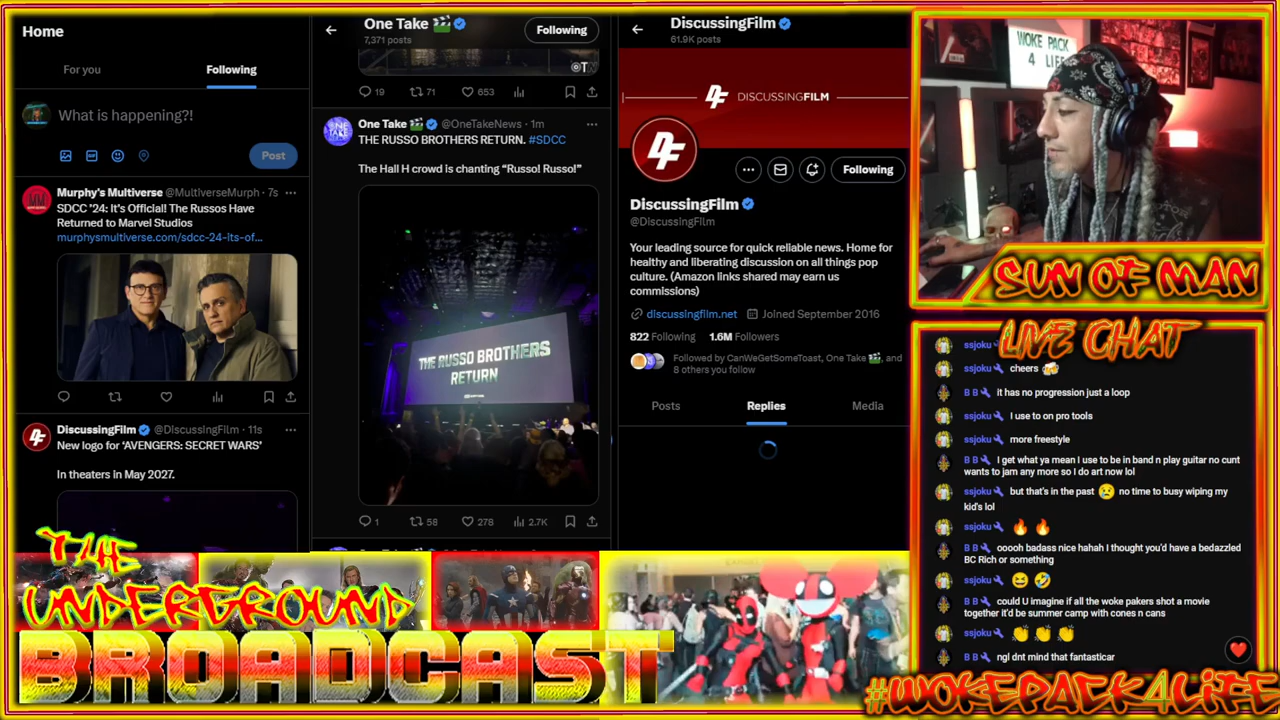 Home
For you
Following
What is happening?!
Post
Murphy's Multiverse @MultiverseMurph · 7s
SDCC '24: It's Official! The Russos Have
Returned to Marvel Studios
murphysmultiverse.com/sdcc-24-its-of…
DiscussingFilm @DiscussingFilm · 11s
New logo for 'AVENGERS: SECRET WARS'
In theaters in May 2027.
One Take 🎬
7,371 posts
Following
19 71 653
One Take 🎬 @OneTakeNews · 1m
THE RUSSO BROTHERS RETURN. #SDCC
The Hall H crowd is chanting “Russo! Russo!”
THE RUSSO BROTHERS
RETURN
1 58 278 2.7K
DiscussingFilm
61.9K posts
DF DISCUSSINGFILM
DF
Following
DiscussingFilm
@DiscussingFilm
Your leading source for quick reliable news. Home for
healthy and liberating discussion on all things pop
culture. (Amazon links shared may earn us
commissions)
discussingfilm.net Joined September 2016
822 Following 1.6M Followers
Followed by CanWeGetSomeToast, One Take 🎬, and
8 others you follow
Posts
Replies
Media
WOKE PACK
4 LIFE
SUN OF MAN
LIVE CHAT
ssjoku
ssjoku cheers 🍻
B B it has no progression just a loop
ssjoku I use to on pro tools
ssjoku more freestyle
B B I get what ya mean I use to be in band n play guitar no cunt
wants to jam any more so I do art now lol
ssjoku but that's in the past 😢 no time to busy wiping my
kid's lol
ssjoku 🔥 🔥
B B ooooh badass nice hahah I thought you'd have a bedazzled
BC Rich or something
ssjoku 😆 🤣
B B could U imagine if all the woke pakers shot a movie
together it'd be summer camp with cones n cans
ssjoku 👏 👏 👏
B B ngl dnt mind that fantasticar
THE
UNDERGROUND
BROADCAST
#WOKEPACK4LIFE